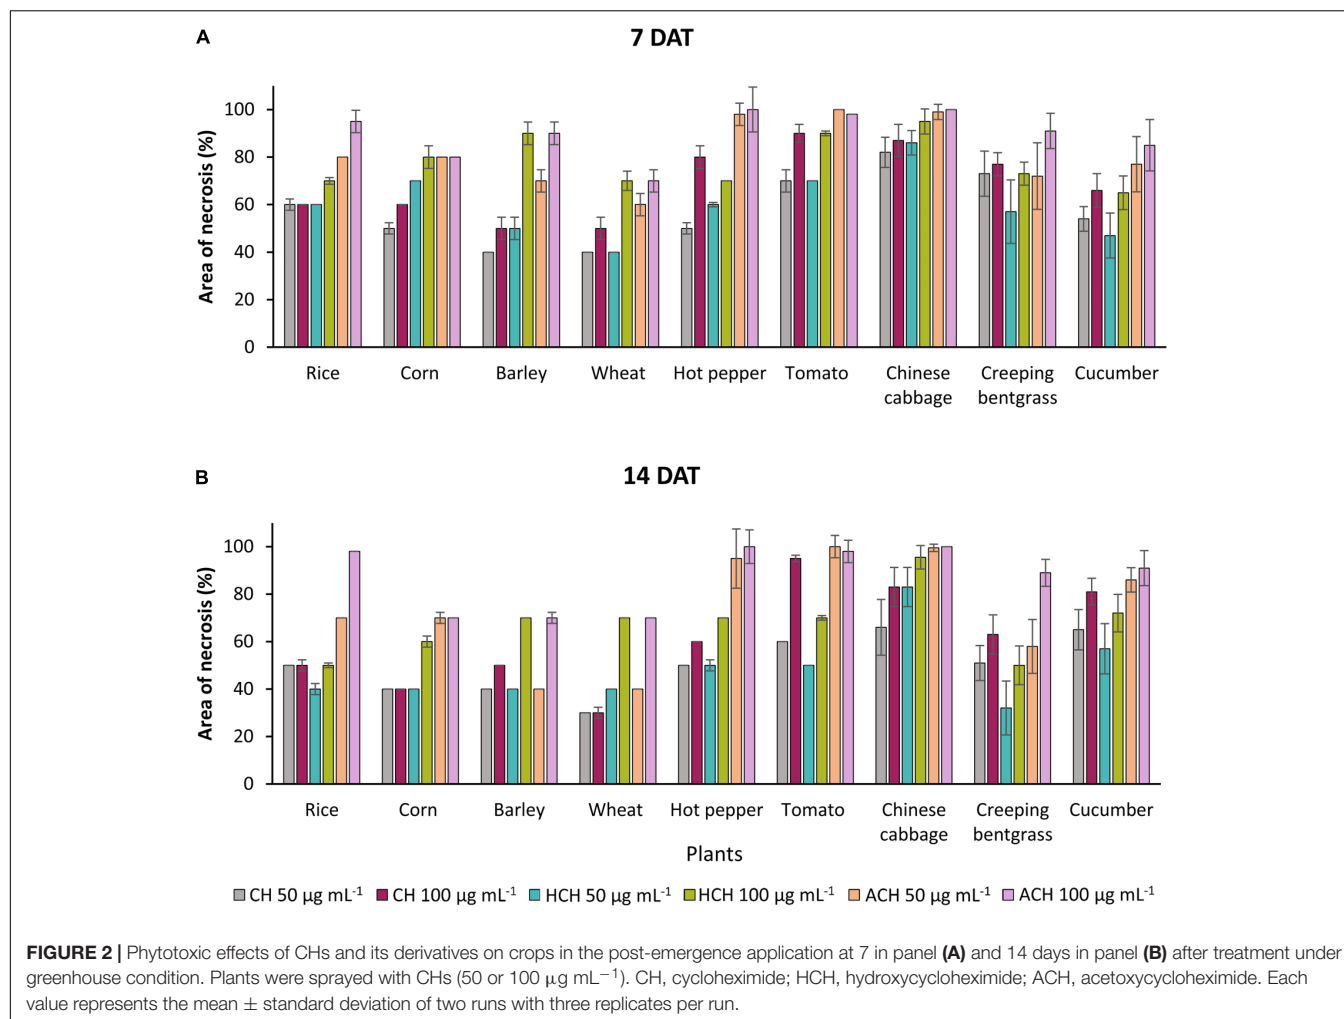 A
7 DAT
Area of necrosis (%)
100
80
60
40
20
0
Rice Corn Barley Wheat Hot pepper Tomato Chinese cabbage Creeping bentgrass Cucumber
B
14 DAT
Area of necrosis (%)
100
80
60
40
20
0
Rice Corn Barley Wheat Hot pepper Tomato Chinese cabbage Creeping bentgrass Cucumber
Plants
CH 50 µg mL⁻¹ CH 100 µg mL⁻¹ HCH 50 µg mL⁻¹ HCH 100 µg mL⁻¹ ACH 50 µg mL⁻¹ ACH 100 µg mL⁻¹
FIGURE 2 | Phytotoxic effects of CHs and its derivatives on crops in the post-emergence application at 7 in panel (A) and 14 days in panel (B) after treatment under
greenhouse condition. Plants were sprayed with CHs (50 or 100 µg mL⁻¹). CH, cycloheximide; HCH, hydroxycycloheximide; ACH, acetoxycycloheximide. Each
value represents the mean ± standard deviation of two runs with three replicates per run.